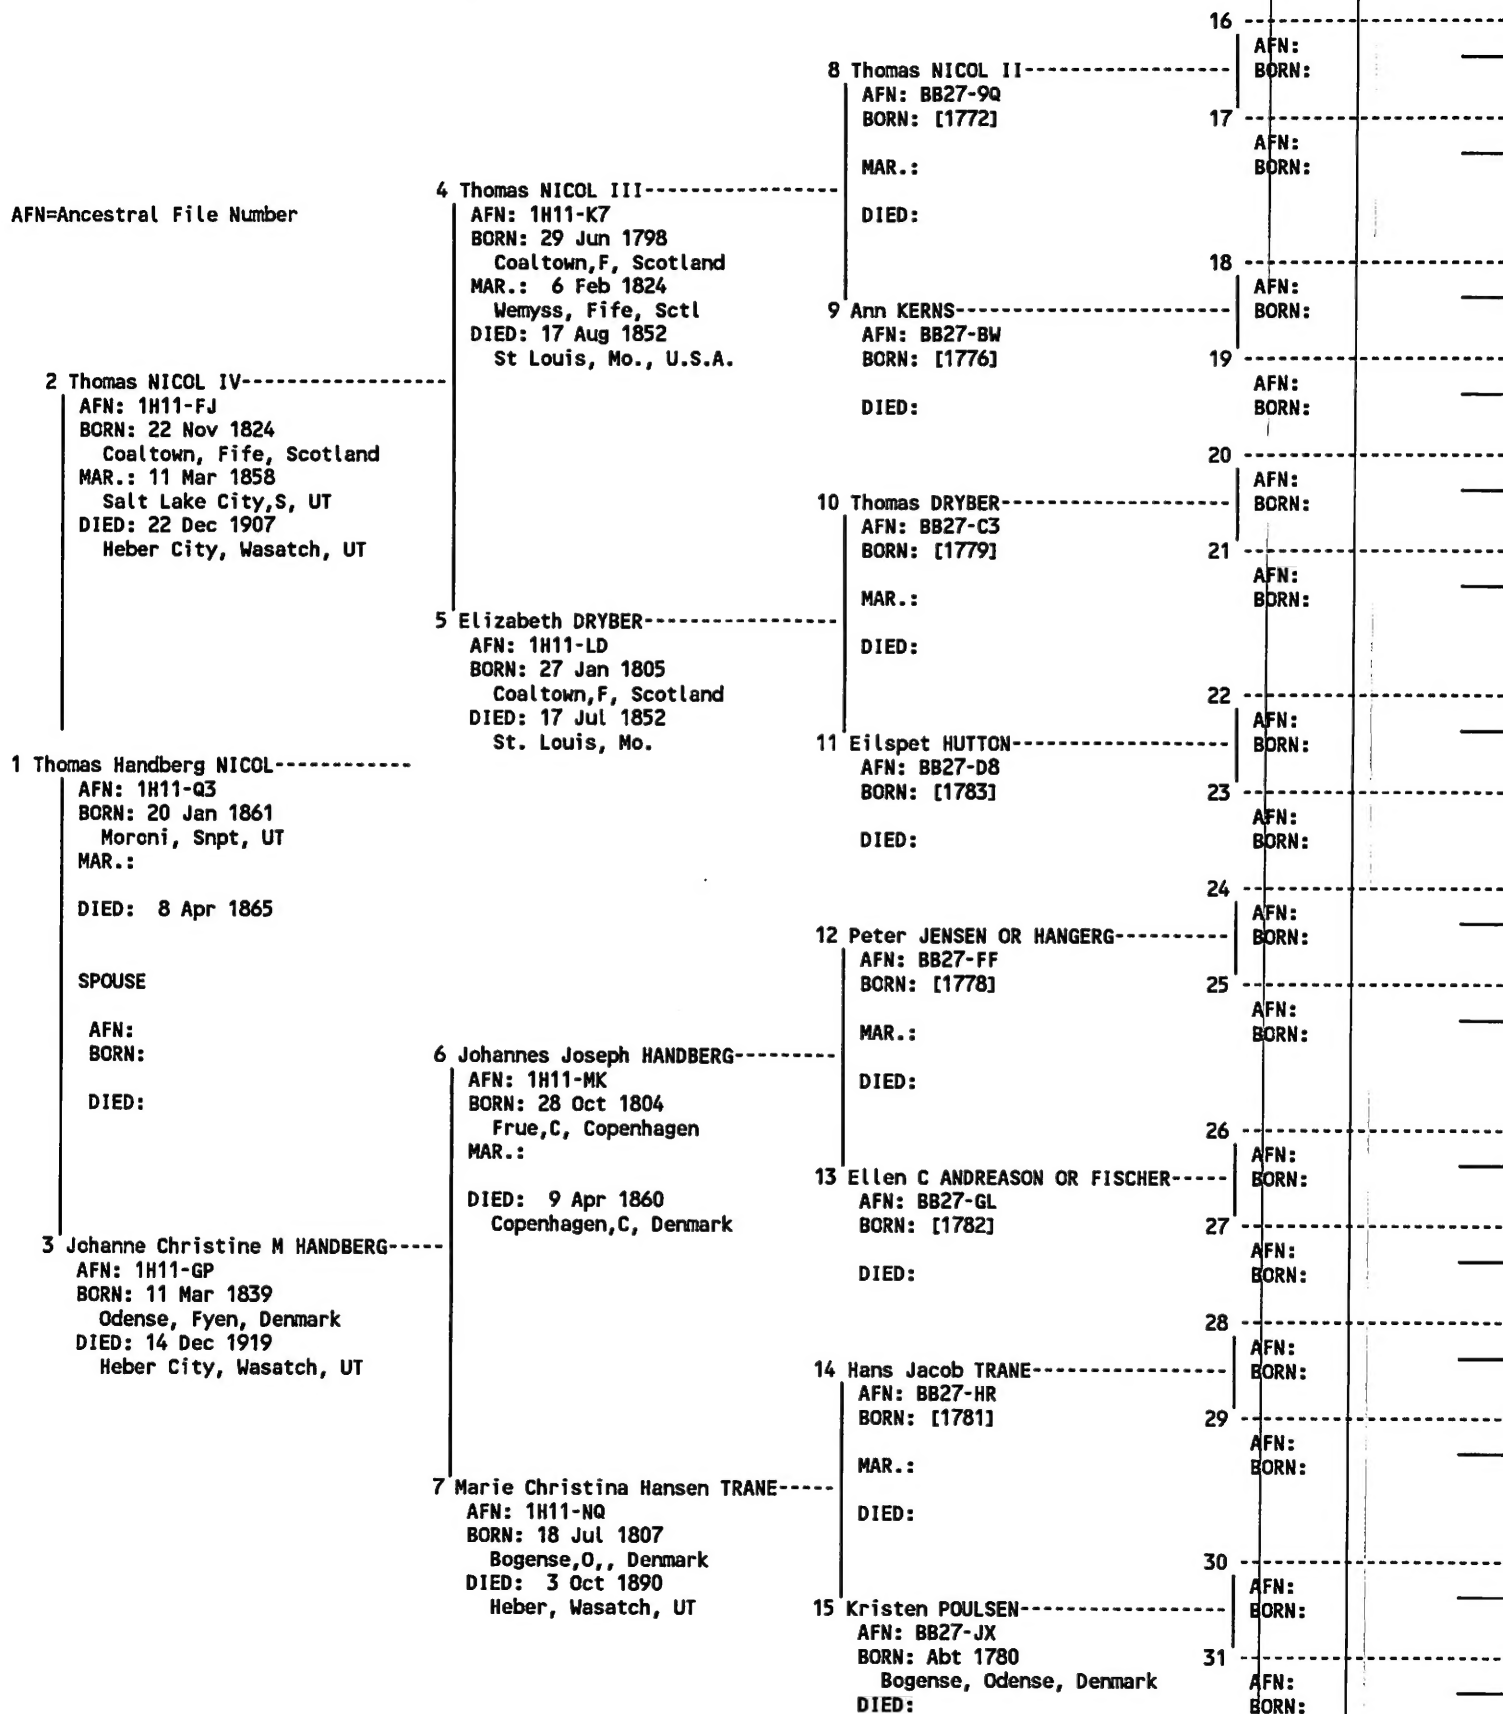 AFN=Ancestral File Number
1 Thomas Handberg NICOL------------
AFN: 1H11-Q3
BORN: 20 Jan 1861
Moroni, Snpt, UT
MAR.:
DIED:  8 Apr 1865
SPOUSE
AFN:
BORN:
DIED:
2 Thomas NICOL IV------------------
AFN: 1H11-FJ
BORN: 22 Nov 1824
Coaltown, Fife, Scotland
MAR.: 11 Mar 1858
Salt Lake City,S, UT
DIED: 22 Dec 1907
Heber City, Wasatch, UT
3 Johanne Christine M HANDBERG-----
AFN: 1H11-GP
BORN: 11 Mar 1839
Odense, Fyen, Denmark
DIED: 14 Dec 1919
Heber City, Wasatch, UT
4 Thomas NICOL III-----------------
AFN: 1H11-K7
BORN: 29 Jun 1798
Coaltown,F, Scotland
MAR.:  6 Feb 1824
Wemyss, Fife, Sctl
DIED: 17 Aug 1852
St Louis, Mo., U.S.A.
5 Elizabeth DRYBER-----------------
AFN: 1H11-LD
BORN: 27 Jan 1805
Coaltown,F, Scotland
DIED: 17 Jul 1852
St. Louis, Mo.
6 Johannes Joseph HANDBERG---------
AFN: 1H11-MK
BORN: 28 Oct 1804
Frue,C, Copenhagen
MAR.:
DIED:  9 Apr 1860
Copenhagen,C, Denmark
7 Marie Christina Hansen TRANE-----
AFN: 1H11-NQ
BORN: 18 Jul 1807
Bogense,O,, Denmark
DIED:  3 Oct 1890
Heber, Wasatch, UT
8 Thomas NICOL II------------------
AFN: BB27-9Q
BORN: [1772]
MAR.:
DIED:
9 Ann KERNS------------------------
AFN: BB27-BW
BORN: [1776]
DIED:
10 Thomas DRYBER--------------------
AFN: BB27-C3
BORN: [1779]
MAR.:
DIED:
11 Eilspet HUTTON-------------------
AFN: BB27-D8
BORN: [1783]
DIED:
12 Peter JENSEN OR HANGERG----------
AFN: BB27-FF
BORN: [1778]
MAR.:
DIED:
13 Ellen C ANDREASON OR FISCHER-----
AFN: BB27-GL
BORN: [1782]
DIED:
14 Hans Jacob TRANE-----------------
AFN: BB27-HR
BORN: [1781]
MAR.:
DIED:
15 Kristen POULSEN------------------
AFN: BB27-JX
BORN: Abt 1780
Bogense, Odense, Denmark
DIED:
16 ----------------------
AFN:
BORN:
17 ----------------------
AFN:
BORN:
18 ----------------------
AFN:
BORN:
19 ----------------------
AFN:
BORN:
20 ----------------------
AFN:
BORN:
21 ----------------------
AFN:
BORN:
22 ----------------------
AFN:
BORN:
23 ----------------------
AFN:
BORN:
24 ----------------------
AFN:
BORN:
25 ----------------------
AFN:
BORN:
26 ----------------------
AFN:
BORN:
27 ----------------------
AFN:
BORN:
28 ----------------------
AFN:
BORN:
29 ----------------------
AFN:
BORN:
30 ----------------------
AFN:
BORN:
31 ----------------------
AFN:
BORN: